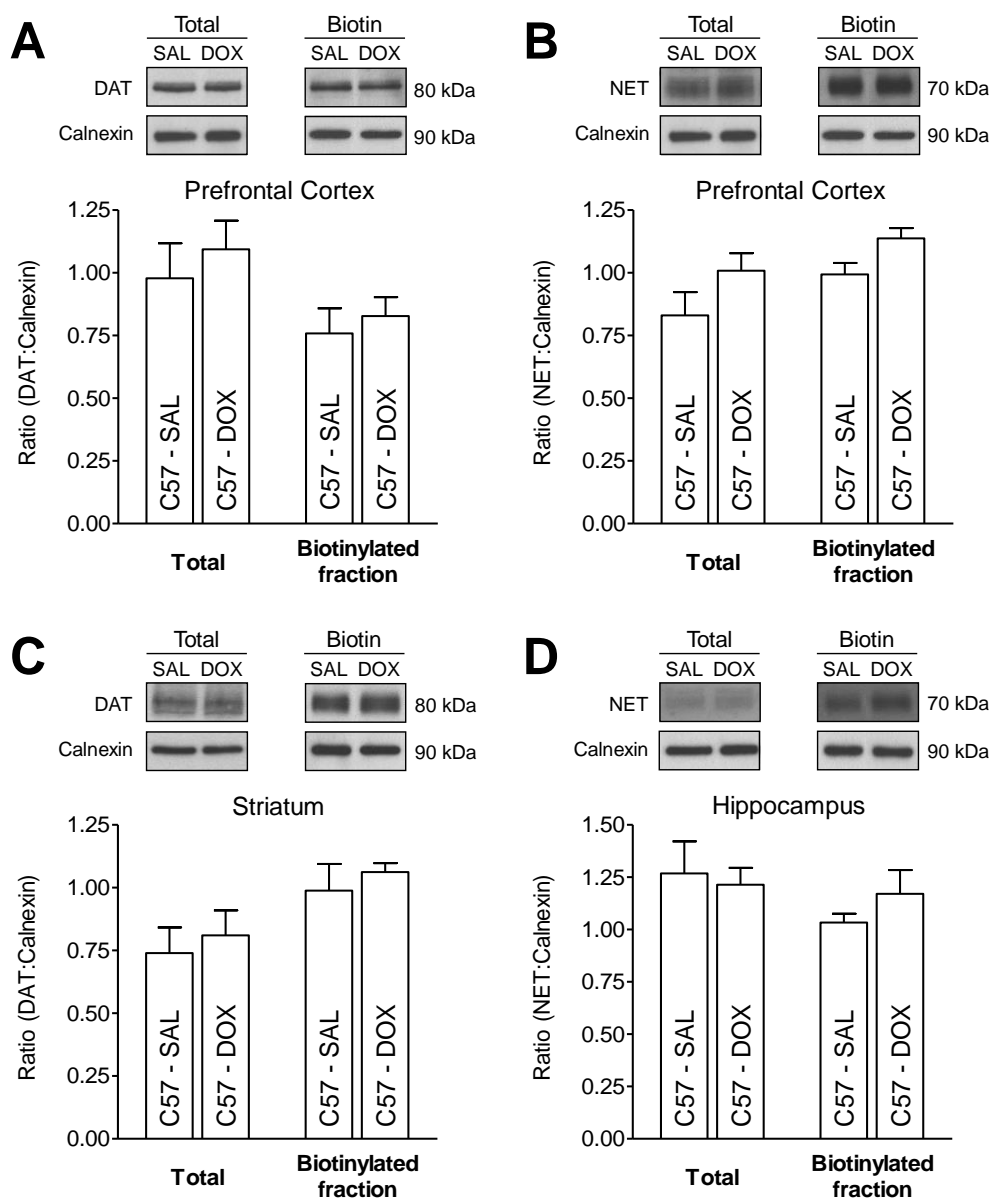 A
Total Biotin
SAL DOX SAL DOX
DAT 80 kDa
Calnexin 90 kDa
Prefrontal Cortex
Ratio (DAT:Calnexin)
1.25
1.00
0.75
0.50
0.25
0.00
C57 - SAL
C57 - DOX
C57 - SAL
C57 - DOX
Total
Biotinylated
fraction
B
Total Biotin
SAL DOX SAL DOX
NET 70 kDa
Calnexin 90 kDa
Prefrontal Cortex
Ratio (NET:Calnexin)
1.25
1.00
0.75
0.50
0.25
0.00
C57 - SAL
C57 - DOX
C57 - SAL
C57 - DOX
Total
Biotinylated
fraction
C
Total Biotin
SAL DOX SAL DOX
DAT 80 kDa
Calnexin 90 kDa
Striatum
Ratio (DAT:Calnexin)
1.25
1.00
0.75
0.50
0.25
0.00
C57 - SAL
C57 - DOX
C57 - SAL
C57 - DOX
Total
Biotinylated
fraction
D
Total Biotin
SAL DOX SAL DOX
NET 70 kDa
Calnexin 90 kDa
Hippocampus
Ratio (NET:Calnexin)
1.50
1.25
1.00
0.75
0.50
0.25
0.00
C57 - SAL
C57 - DOX
C57 - SAL
C57 - DOX
Total
Biotinylated
fraction